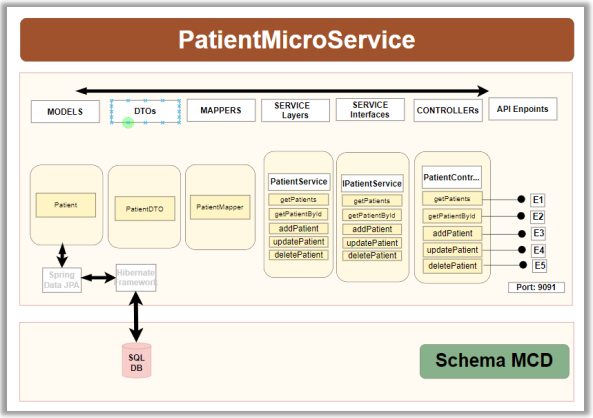 PatientMicroService
MODELS
DTOs
MAPPERS
SERVICE
Layers
SERVICE
Interfaces
CONTROLLERs
API Enpoints
Patient
PatientDTO
PatientMapper
PatientService
getPatients
getPatientById
addPatient
updatePatient
deletePatient
IPatientService
getPatients
getPatientById
addPatient
updatePatient
deletePatient
PatientContr...
getPatients
getPatientById
addPatient
updatePatient
deletePatient
E1
E2
E3
E4
E5
Port: 9091
Spring
Data JPA
Hibernate
Framework
SQL
DB
Schema MCD